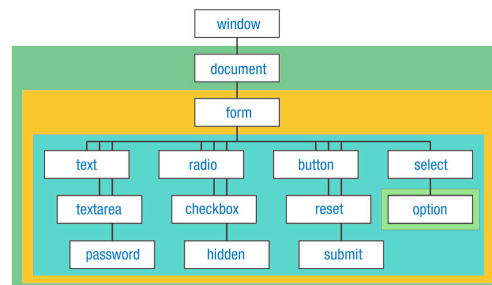 window
document
form
text radio button select
textarea checkbox reset option
password hidden submit